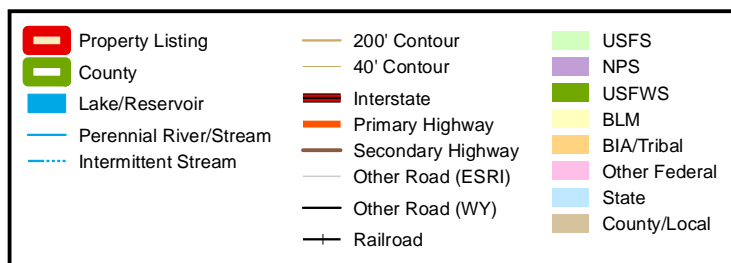 Property Listing
County
Lake/Reservoir
Perennial River/Stream
Intermittent Stream
200' Contour
40' Contour
Interstate
Primary Highway
Secondary Highway
Other Road (ESRI)
Other Road (WY)
Railroad
USFS
NPS
USFWS
BLM
BIA/Tribal
Other Federal
State
County/Local